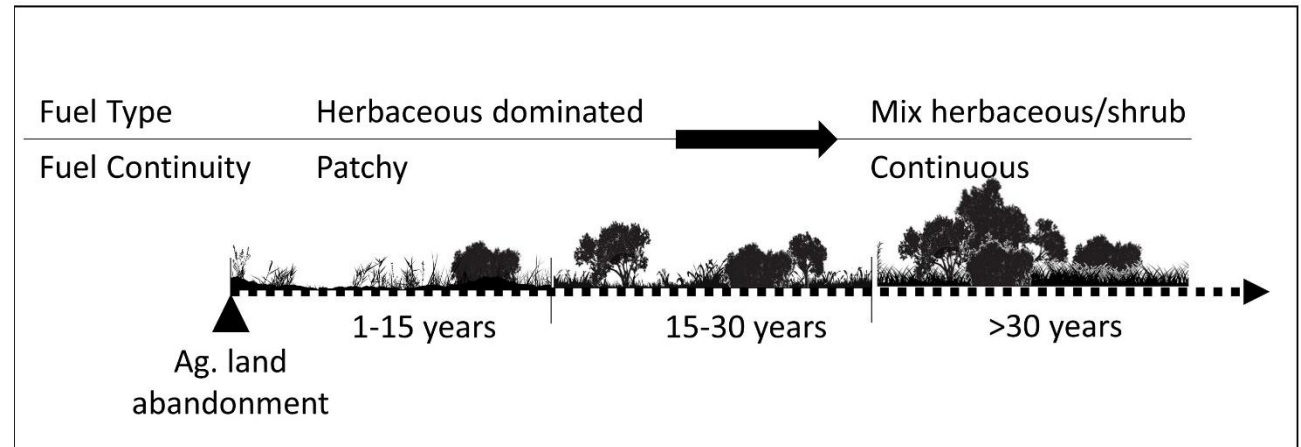 Fuel Type Herbaceous dominated Mix herbaceous/shrub
Fuel Continuity Patchy Continuous
1-15 years 15-30 years >30 years
Ag. land
abandonment